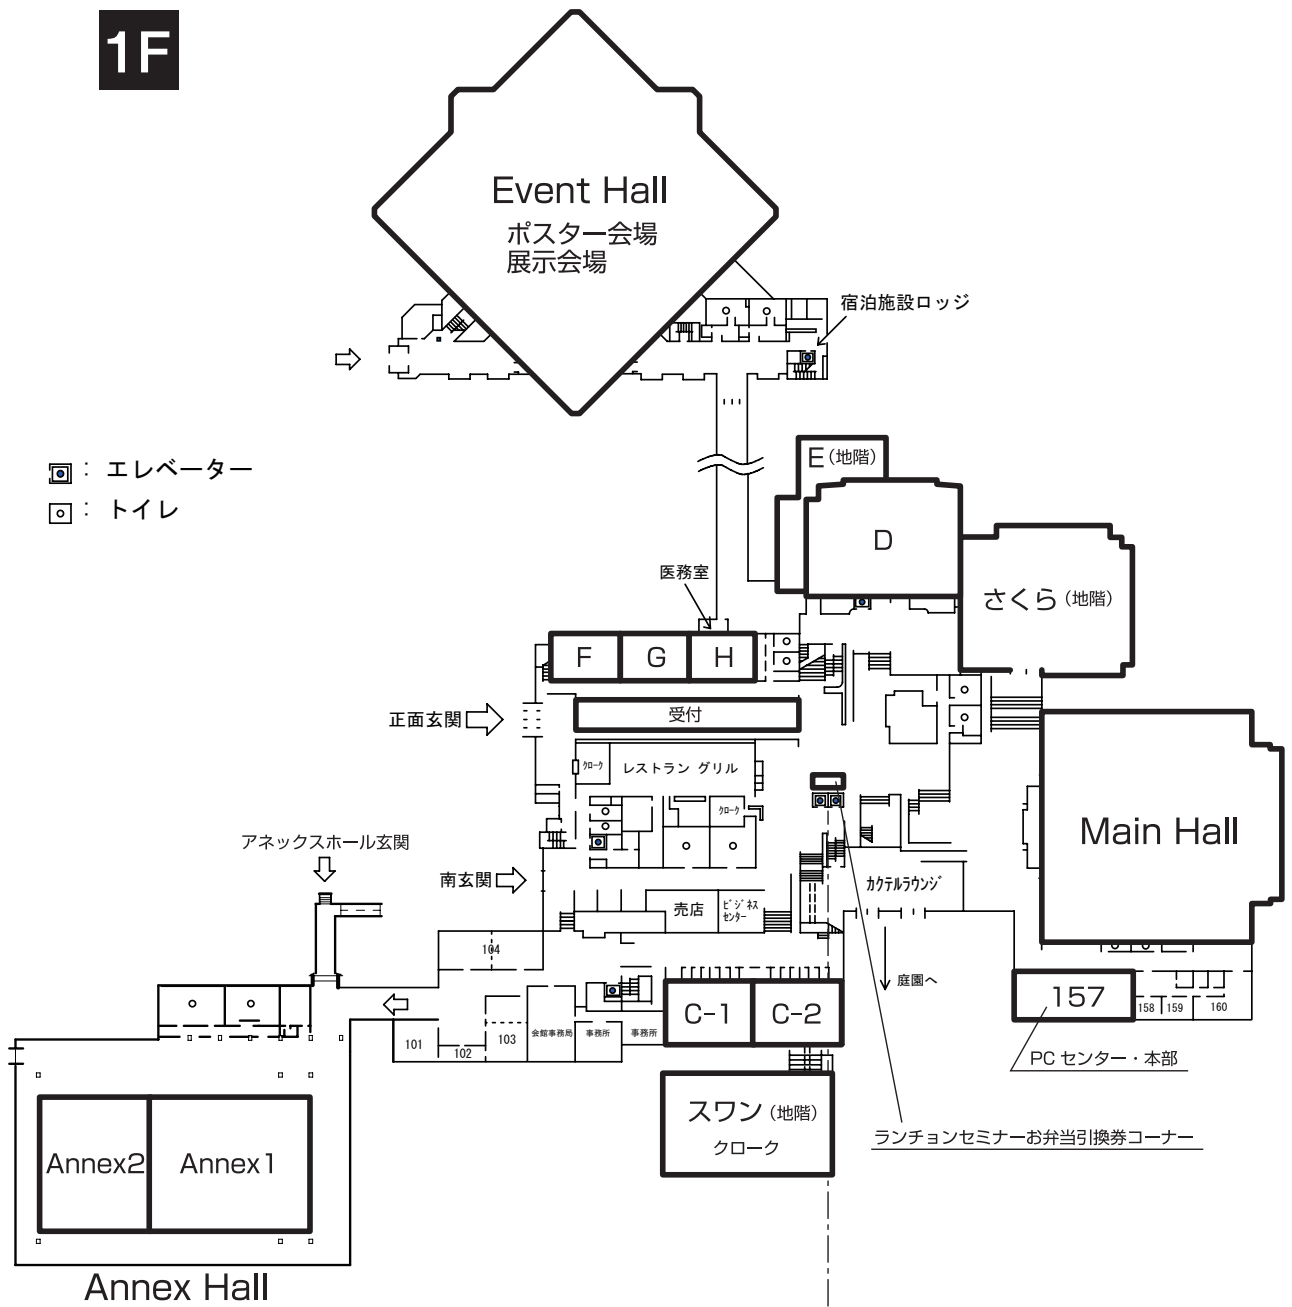 1F
Event Hall
ポスター会場
展示会場
宿泊施設ロッジ
： エレベーター
： トイレ
E(地階)
D
さくら(地階)
医務室
F
G
H
正面玄関
受付
クローク
レストラン グリル
クローク
Main Hall
アネックスホール玄関
南玄関
カクテルラウンジ
売店
ビジネス
センター
104
庭園へ
C-1
C-2
157
158
159
160
101
102
103
会館事務局
事務所
事務所
PC センター・本部
スワン(地階)
クローク
ランチョンセミナーお弁当引換券コーナー
Annex2
Annex1
Annex Hall